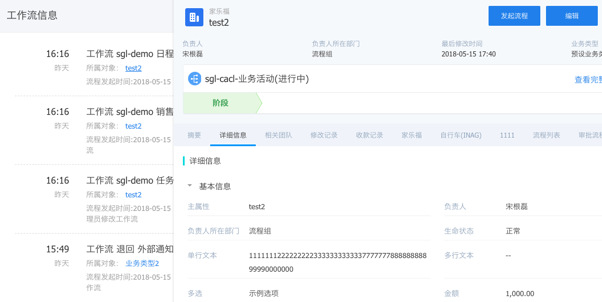 工作流信息
16:16
昨天
工作流 sgl-demo 日程
所属对象： test2
流程发起时间:2018-05-15
16:16
昨天
工作流 sgl-demo 销售
所属对象： test2
流程发起时间:2018-05-15
流
16:16
昨天
工作流 sgl-demo 任务
所属对象： test2
流程发起时间:2018-05-15
理员修改工作流
15:49
昨天
工作流 退回 外部通知
所属对象： 业务类型2
流程发起时间:2018-05-15
作流
家乐福
test2
发起流程 编辑
负责人 负责人所在部门 最后修改时间 业务类型
宋根磊 流程组 2018-05-15 17:40 预设业务类
sgl-cacl-业务活动(进行中) 查看完整
阶段
摘要 详细信息 相关团队 修改记录 收款记录 家乐福 自行车(INAG) 1111 流程列表 审批流程
详细信息
基本信息
主属性 test2 负责人 宋根磊
负责人所在部门 流程组 生命状态 正常
单行文本 11111112222222222333333333333777777788888888
99990000000
多行文本 --
多选 示例选项 金额 1,000.00